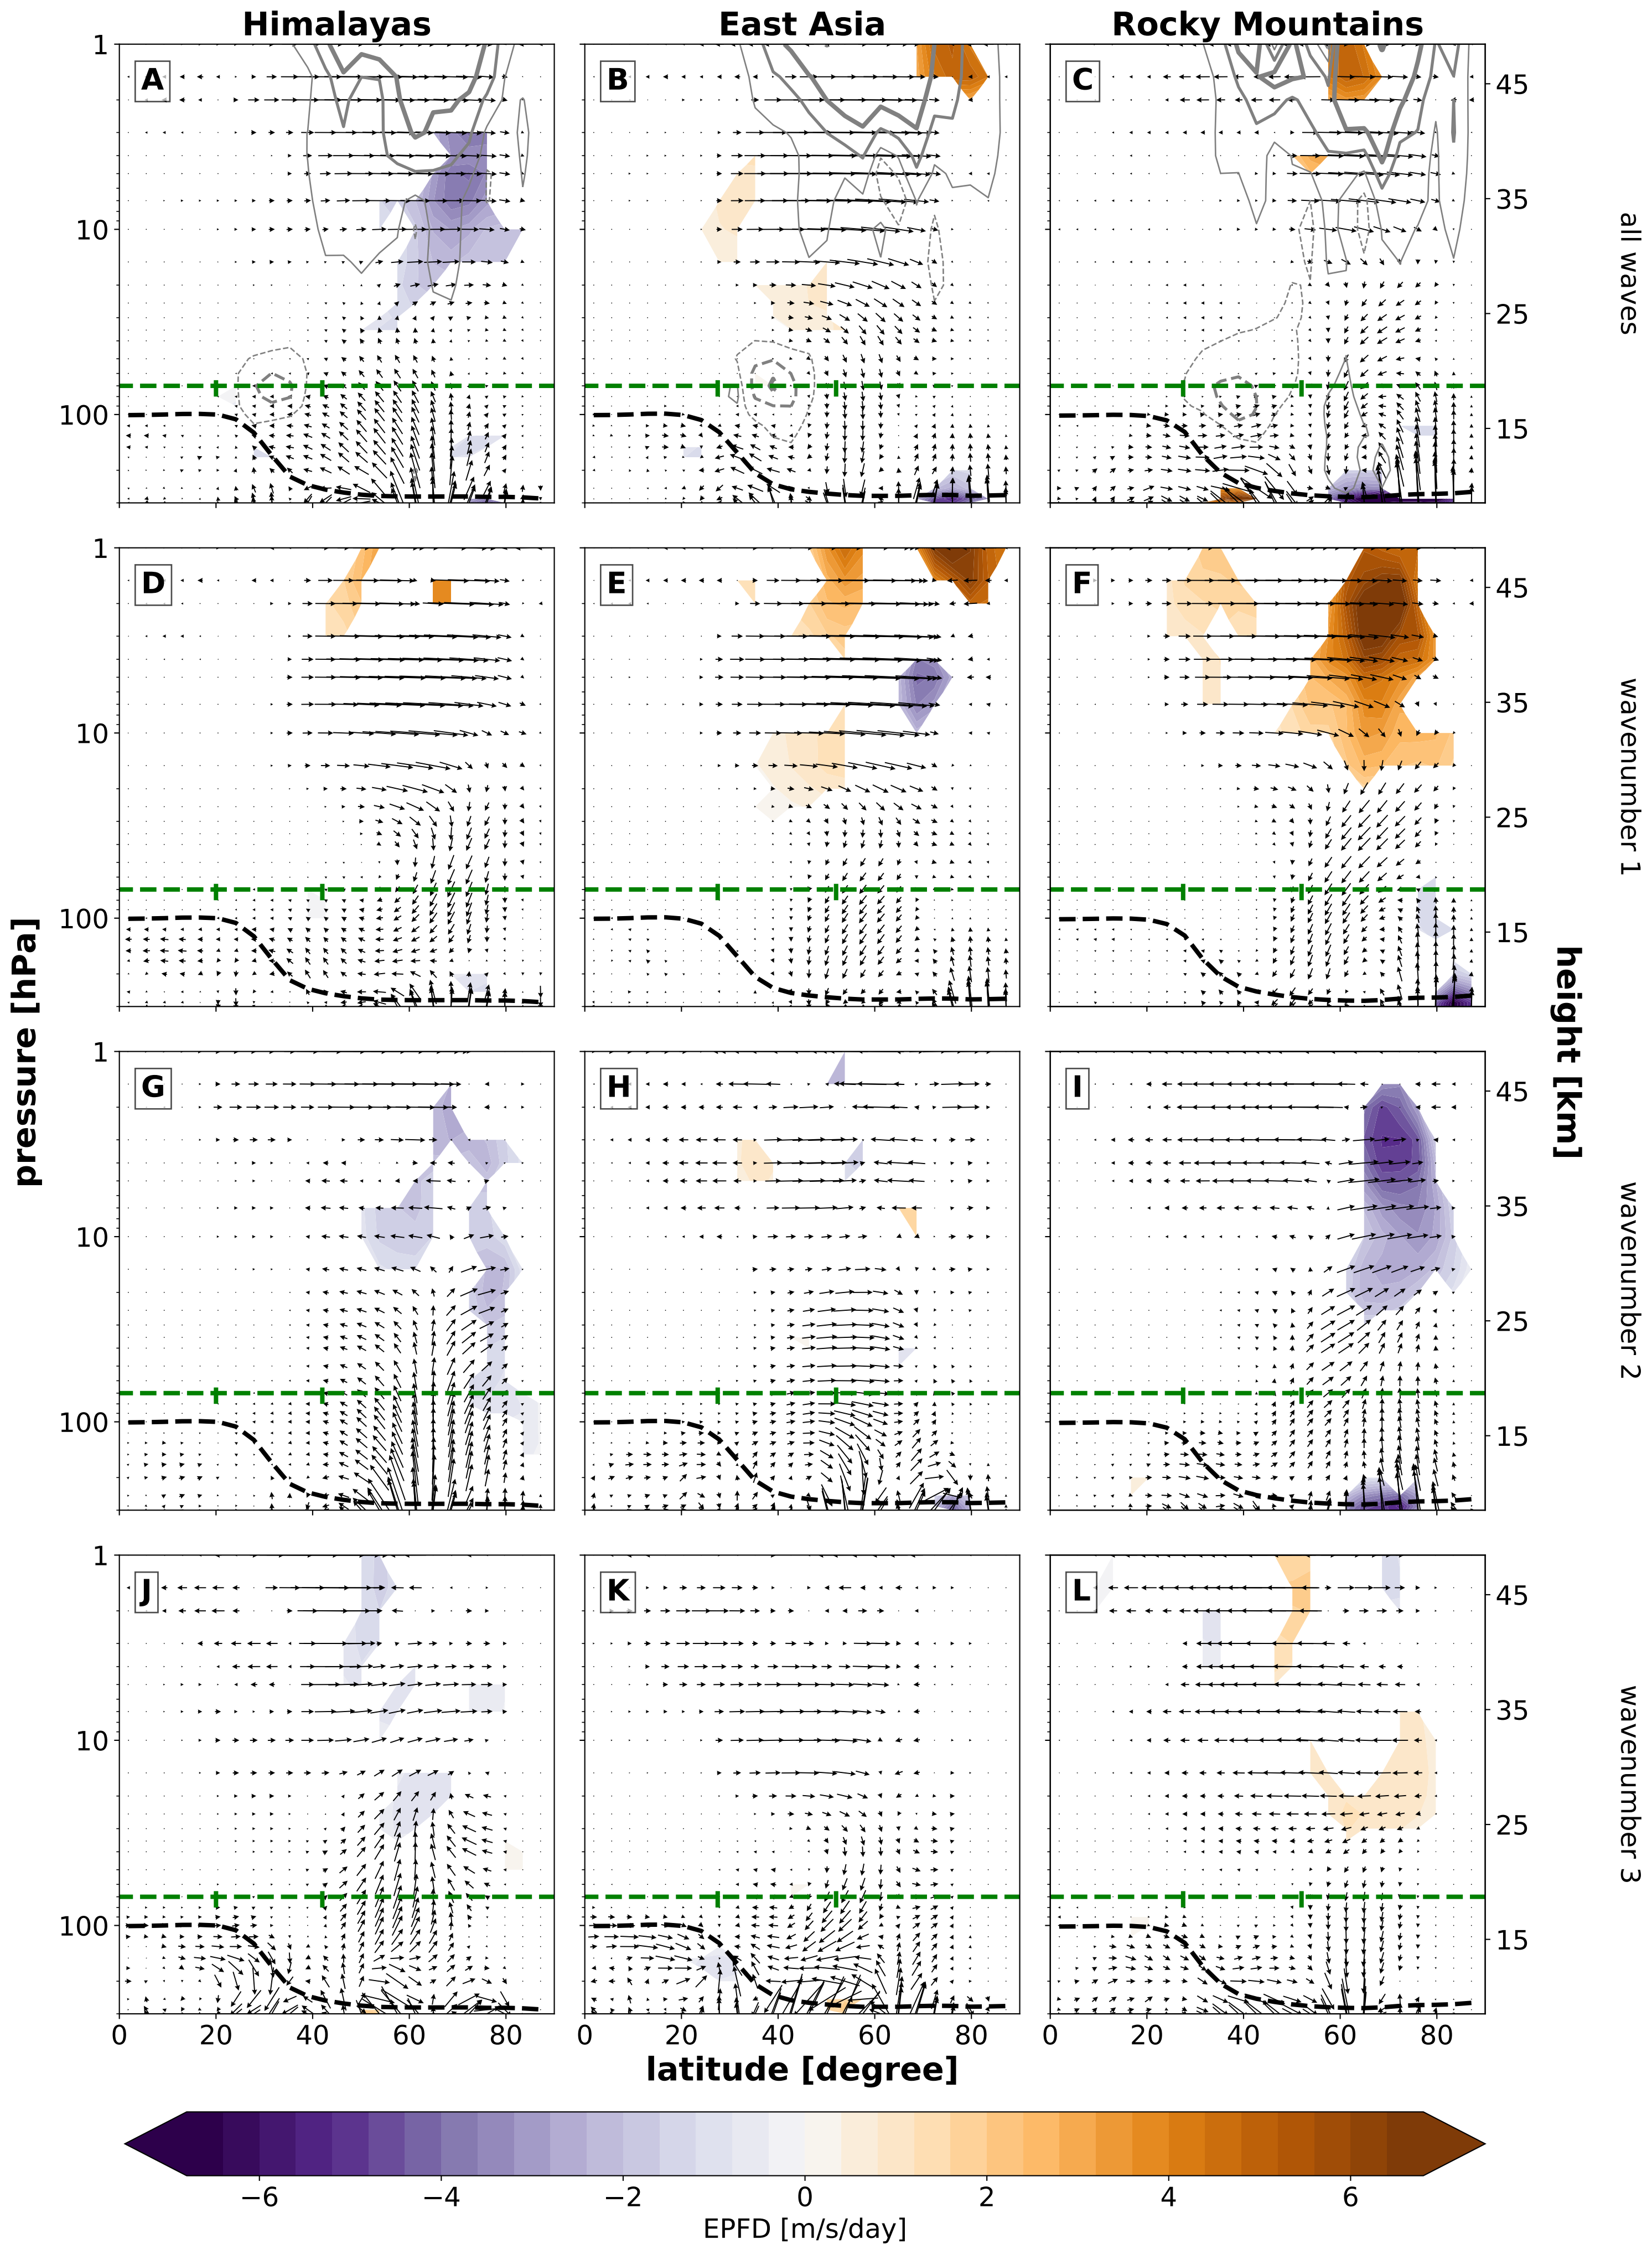 Himalayas East Asia Rocky Mountains
1 A B C 45
35
10
25
100 15
all waves
1 D E F 45
35
10
25
100 15
wavenumber 1
pressure [hPa]
height [km]
1 G H I 45
35
10
25
100 15
wavenumber 2
1 J K L 45
35
10
25
100 15
wavenumber 3
0 20 40 60 80 0 20 40 60 80 0 20 40 60 80
latitude [degree]
−6 −4 −2 0 2 4 6
EPFD [m/s/day]